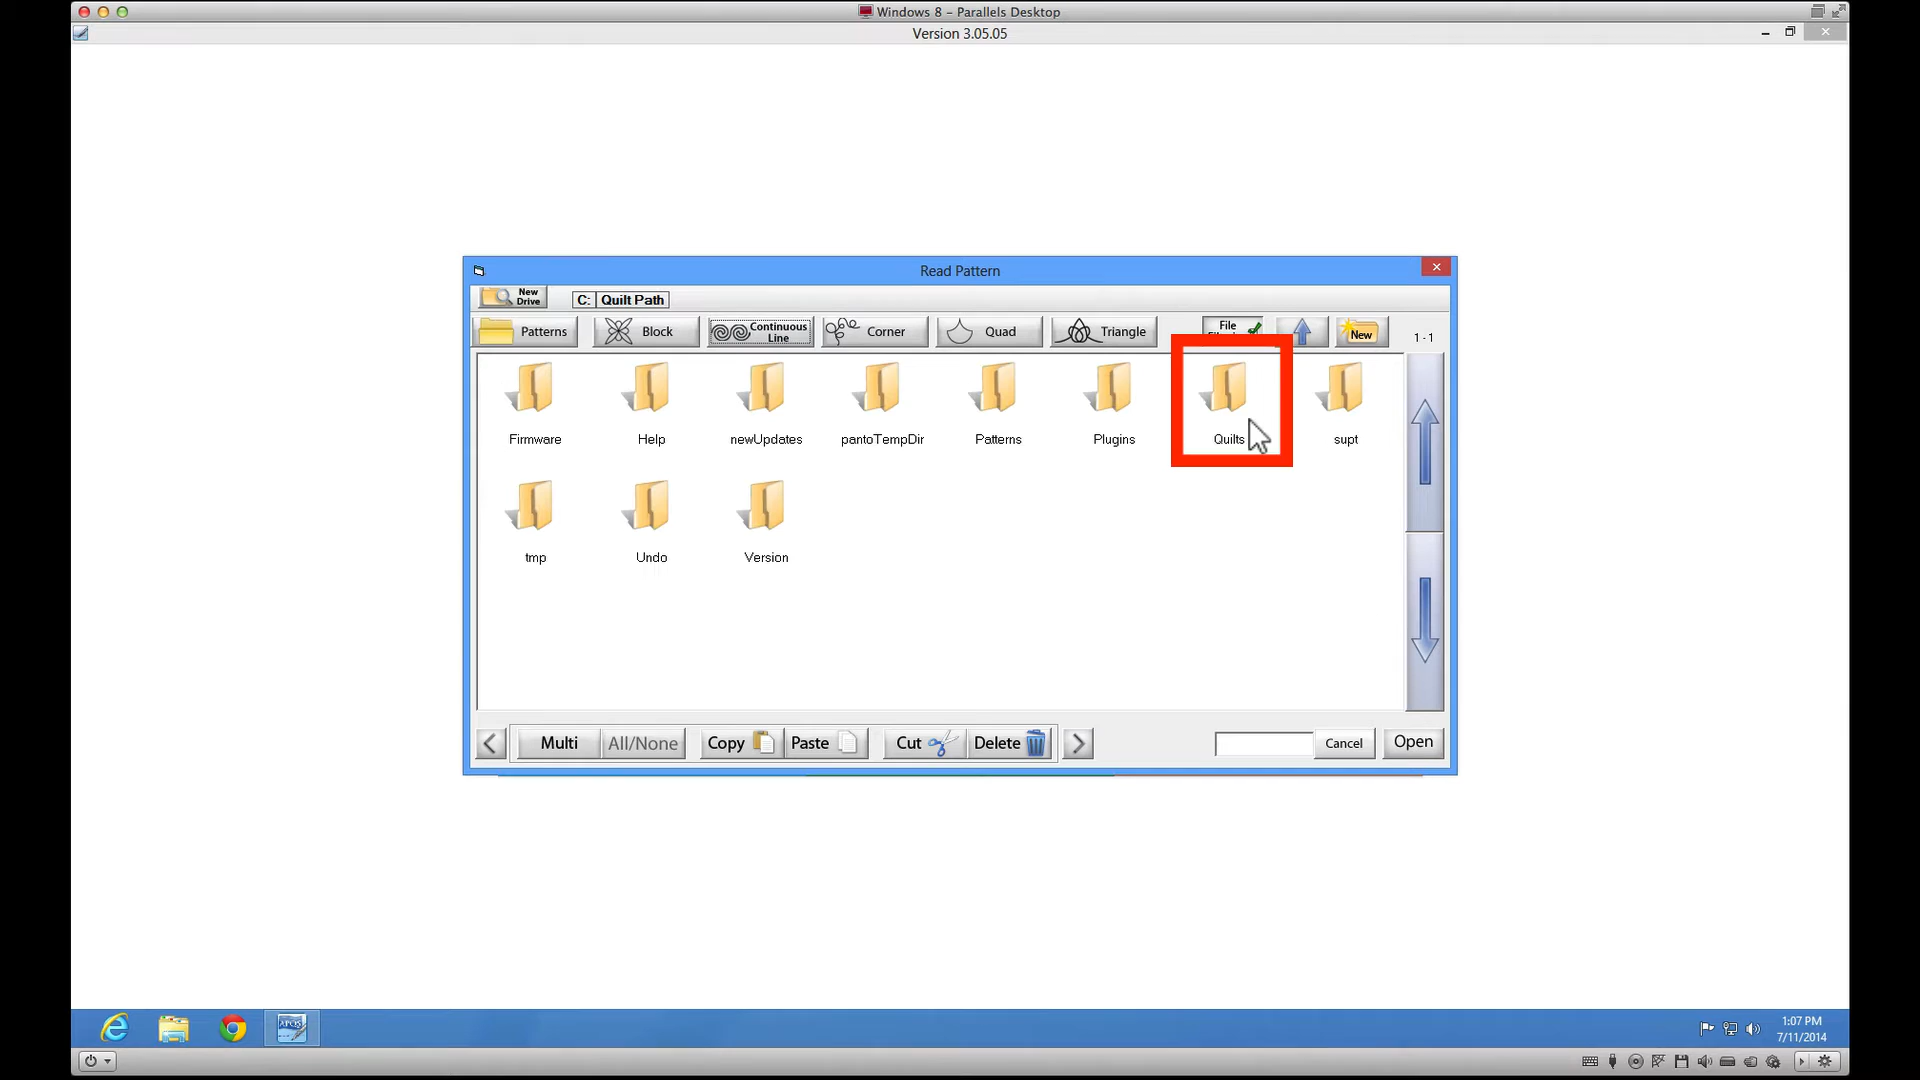 Windows 8 - Parallels Desktop
Version 3.05.05
Read Pattern
New Drive
C: Quilt Path
Patterns
Block
Continuous Line
Corner
Quad
Triangle
File
New
1 - 1
Firmware
Help
newUpdates
pantoTempDir
Patterns
Plugins
Quilts
supt
tmp
Undo
Version
Multi
All/None
Copy
Paste
Cut
Delete
Cancel
Open
APQS
1:07 PM
7/11/2014